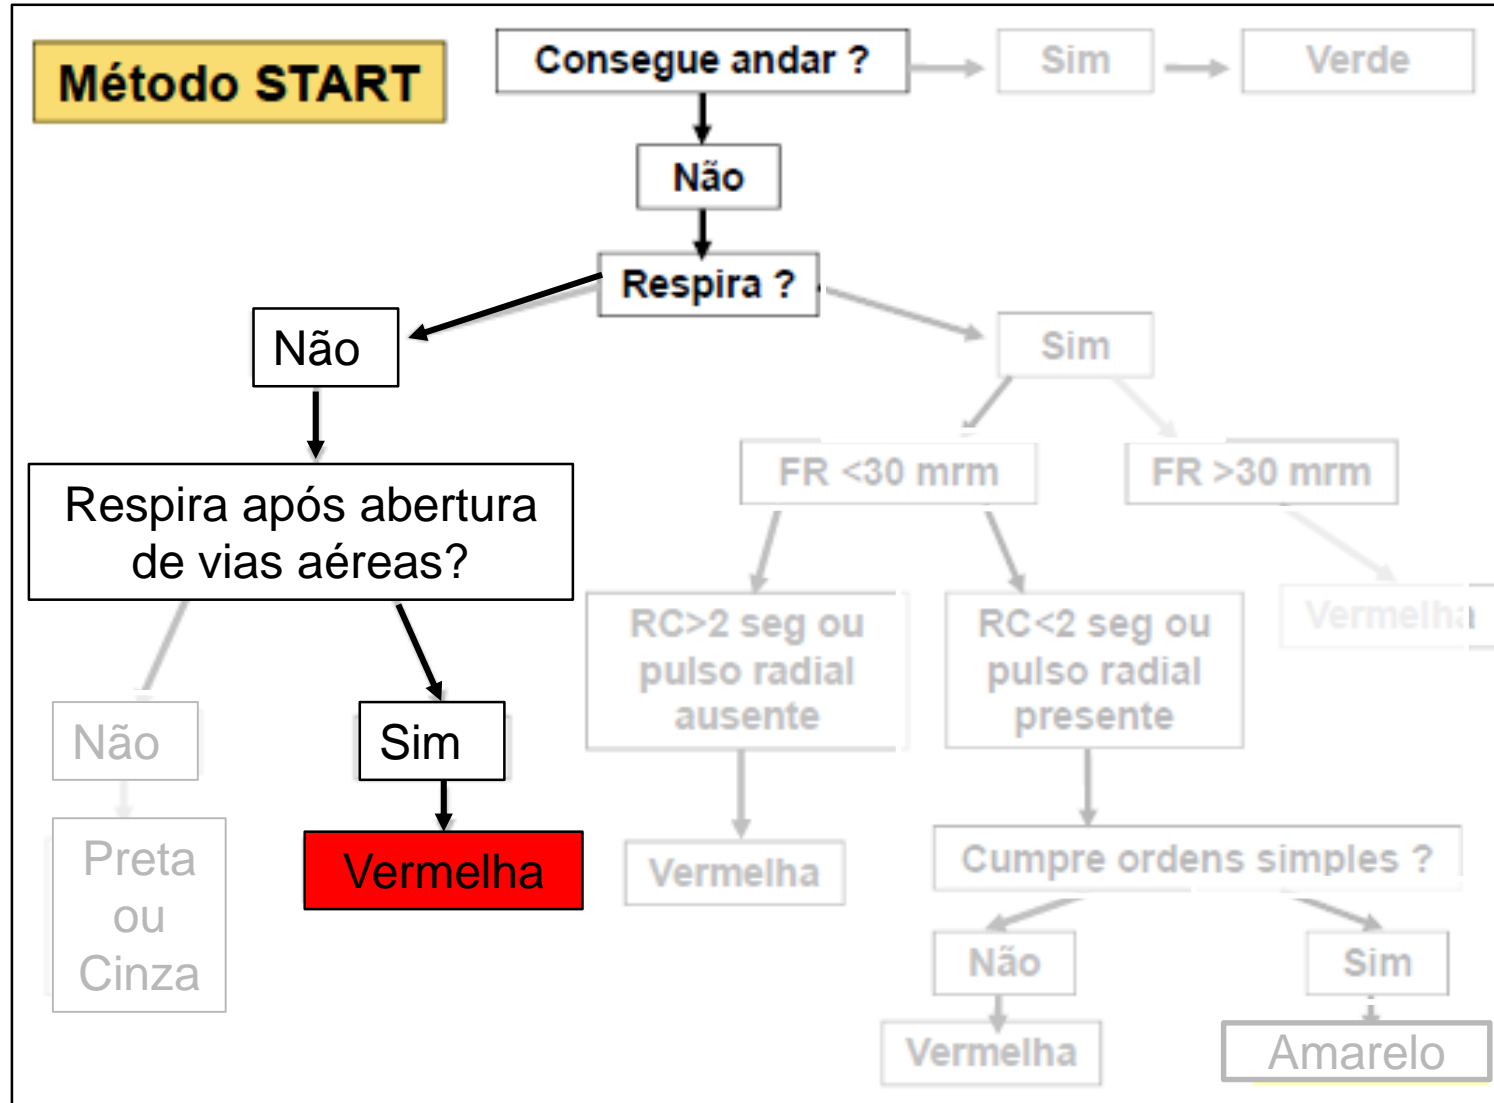 Método START
Consegue andar ?
Sim
Verde
Não
Respira ?
Não
Sim
Respira após abertura
de vias aéreas?
FR <30 mrm
FR >30 mrm
RC>2 seg ou
pulso radial
ausente
RC<2 seg ou
pulso radial
presente
Vermelha
Não
Sim
Preta
ou
Cinza
Vermelha
Vermelha
Cumpre ordens simples ?
Não
Sim
Vermelha
Amarelo